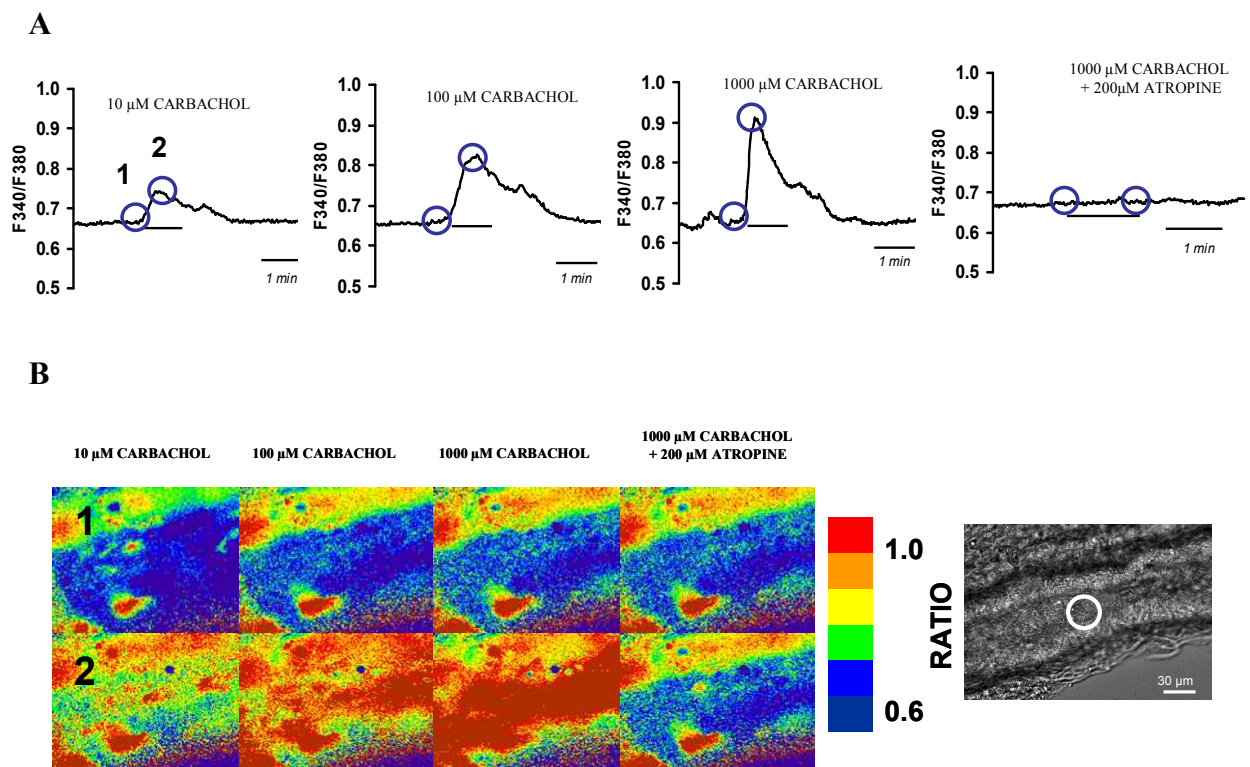 A
10 µM CARBACHOL
1 2
F340/F380
1.0
0.9
0.8
0.7
0.6
0.5
1 min
100 µM CARBACHOL
F340/F380
1.0
0.9
0.8
0.7
0.6
0.5
1 min
1000 µM CARBACHOL
F340/F380
1.0
0.9
0.8
0.7
0.6
0.5
1 min
1000 µM CARBACHOL
+ 200µM ATROPINE
F340/F380
1.0
0.9
0.8
0.7
0.6
0.5
1 min
B
10 µM CARBACHOL
100 µM CARBACHOL
1000 µM CARBACHOL
1000 µM CARBACHOL
+ 200 µM ATROPINE
1
2
1.0
0.6
RATIO
30 µm